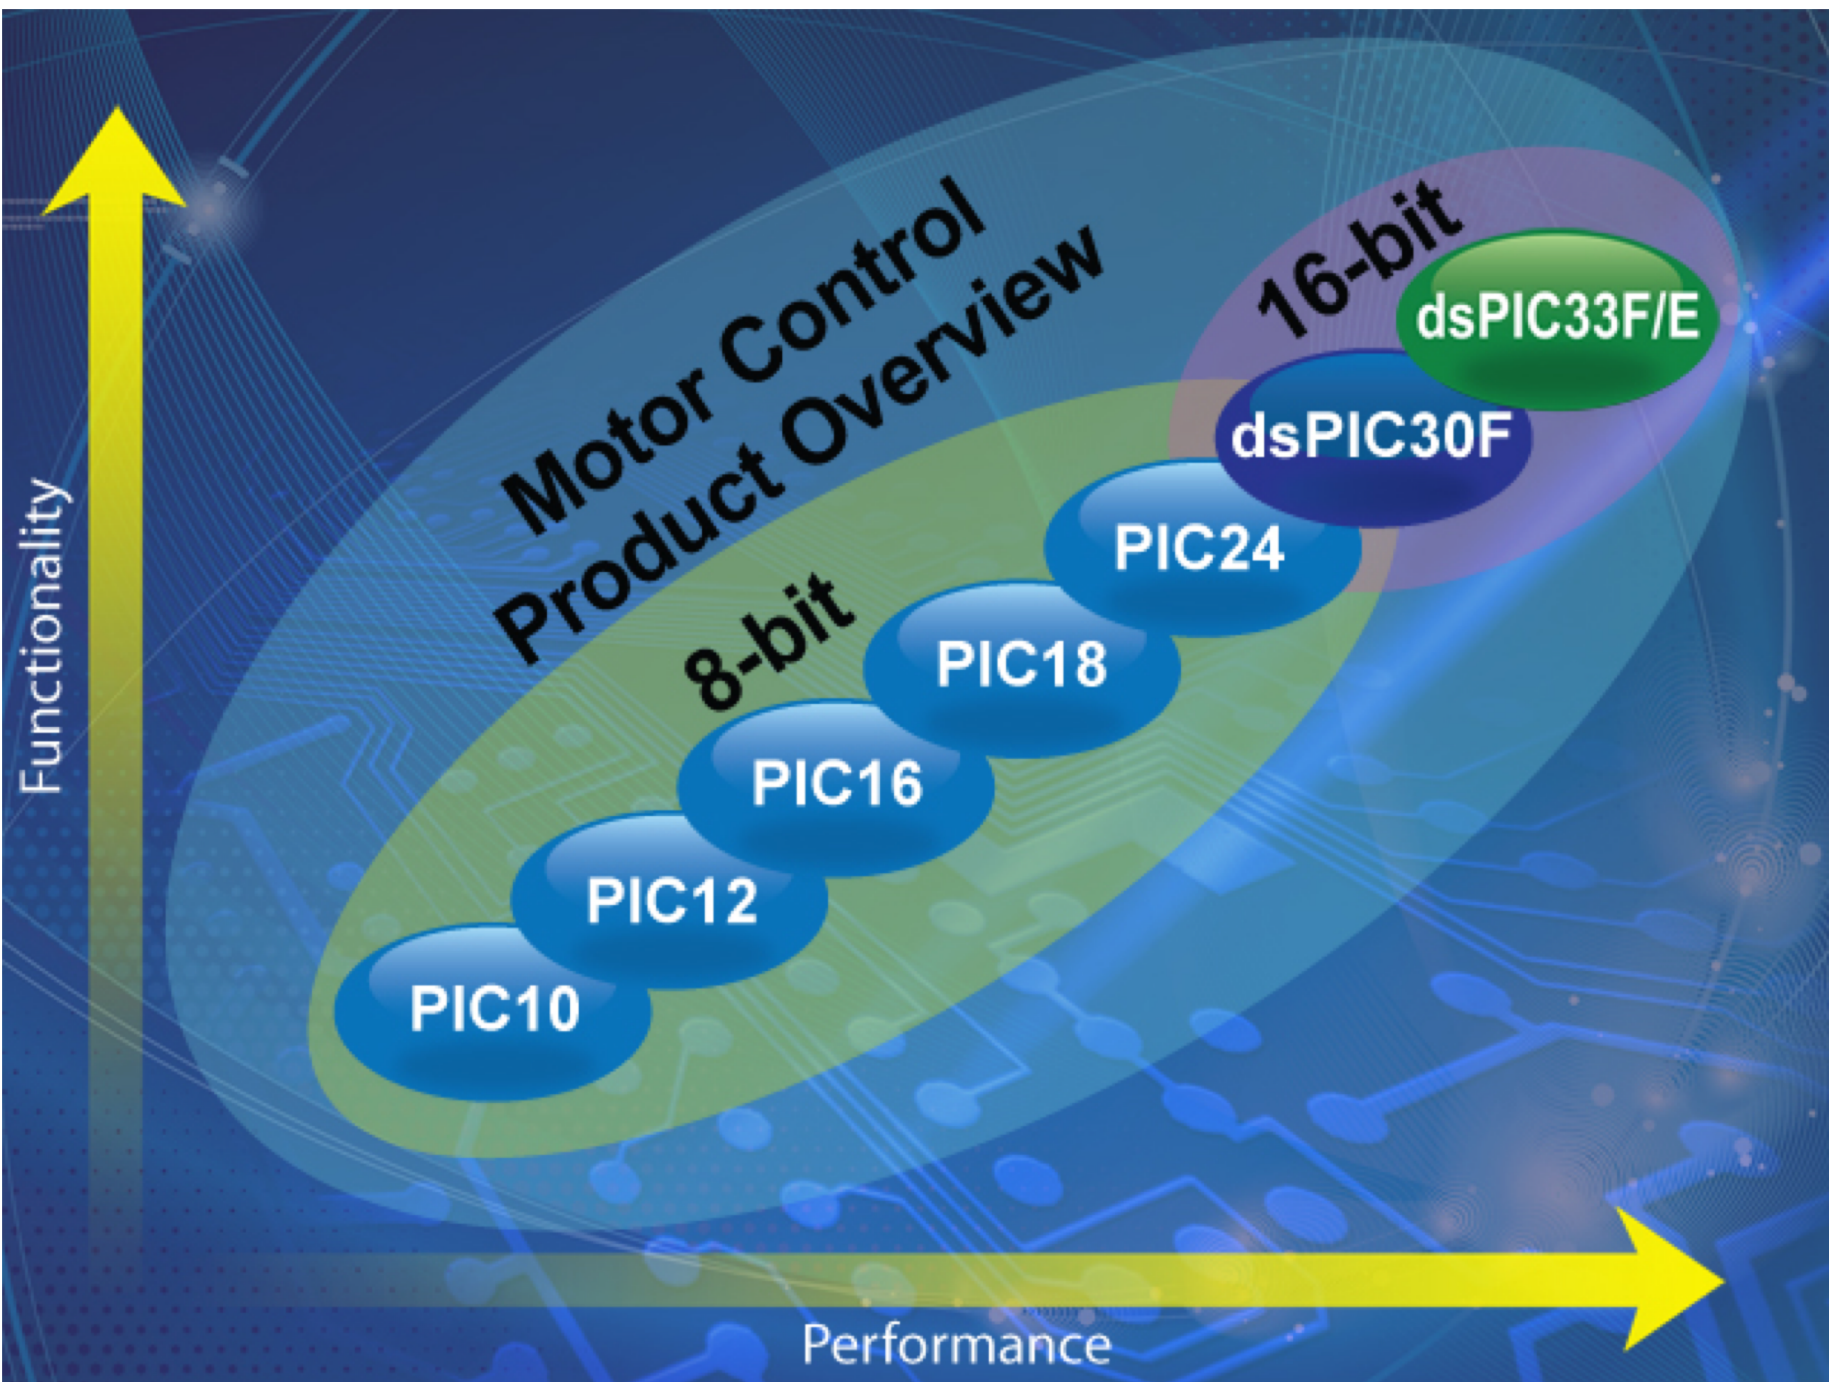 Motor Control
Product Overview
16-bit
dsPIC33F/E
dsPIC30F
PIC24
8-bit
PIC18
PIC16
PIC12
PIC10
Functionality
Performance